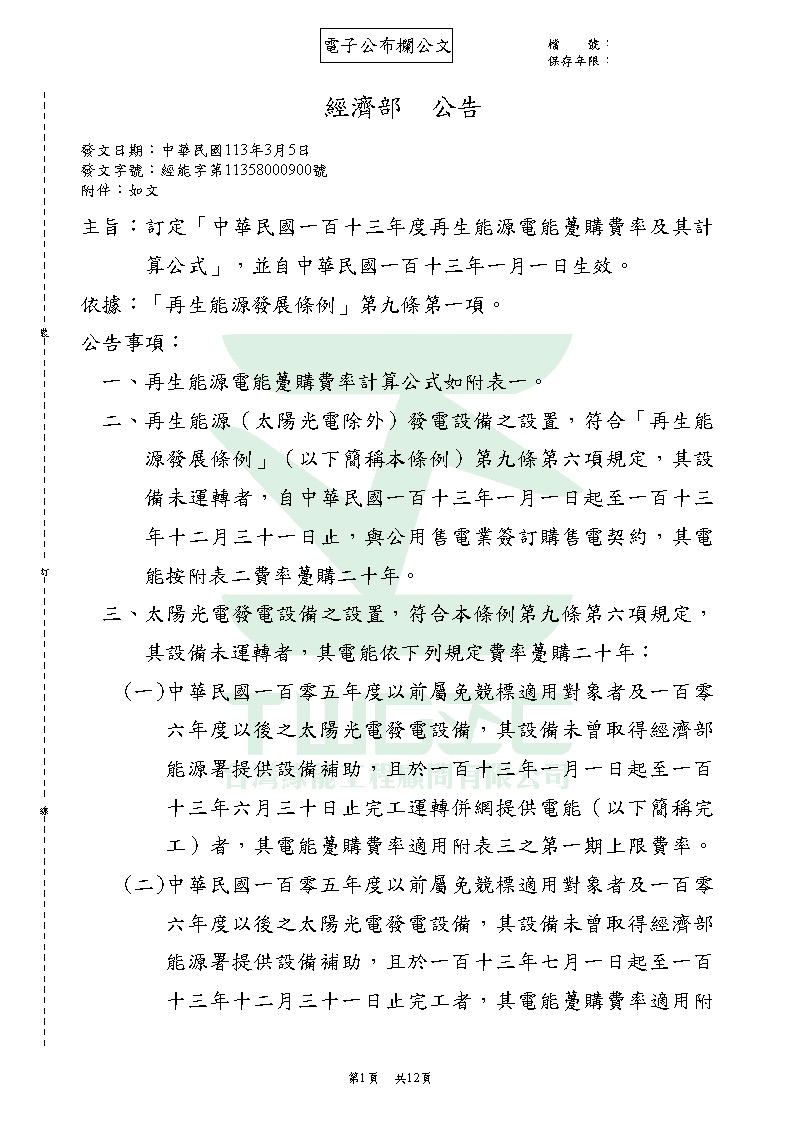 電子公布欄公文
檔　　號：
保存年限：
經濟部　公告
發文日期：中華民國113年3月5日
發文字號：經能字第11358000900號
附件：如文
主旨：訂定「中華民國一百十三年度再生能源電能躉購費率及其計
算公式」，並自中華民國一百十三年一月一日生效。
依據：「再生能源發展條例」第九條第一項。
公告事項：
一、再生能源電能躉購費率計算公式如附表一。
二、再生能源（太陽光電除外）發電設備之設置，符合「再生能
源發展條例」（以下簡稱本條例）第九條第六項規定，其設
備未運轉者，自中華民國一百十三年一月一日起至一百十三
年十二月三十一日止，與公用售電業簽訂購售電契約，其電
能按附表二費率躉購二十年。
三、太陽光電發電設備之設置，符合本條例第九條第六項規定，
其設備未運轉者，其電能依下列規定費率躉購二十年：
(一)中華民國一百零五年度以前屬免競標適用對象者及一百零
六年度以後之太陽光電發電設備，其設備未曾取得經濟部
能源署提供設備補助，且於一百十三年一月一日起至一百
十三年六月三十日止完工運轉併網提供電能（以下簡稱完
工）者，其電能躉購費率適用附表三之第一期上限費率。
(二)中華民國一百零五年度以前屬免競標適用對象者及一百零
六年度以後之太陽光電發電設備，其設備未曾取得經濟部
能源署提供設備補助，且於一百十三年七月一日起至一百
十三年十二月三十一日止完工者，其電能躉購費率適用附
裝
訂
線
TWGEC
台灣綠能工程顧問有限公司
第1頁　共12頁